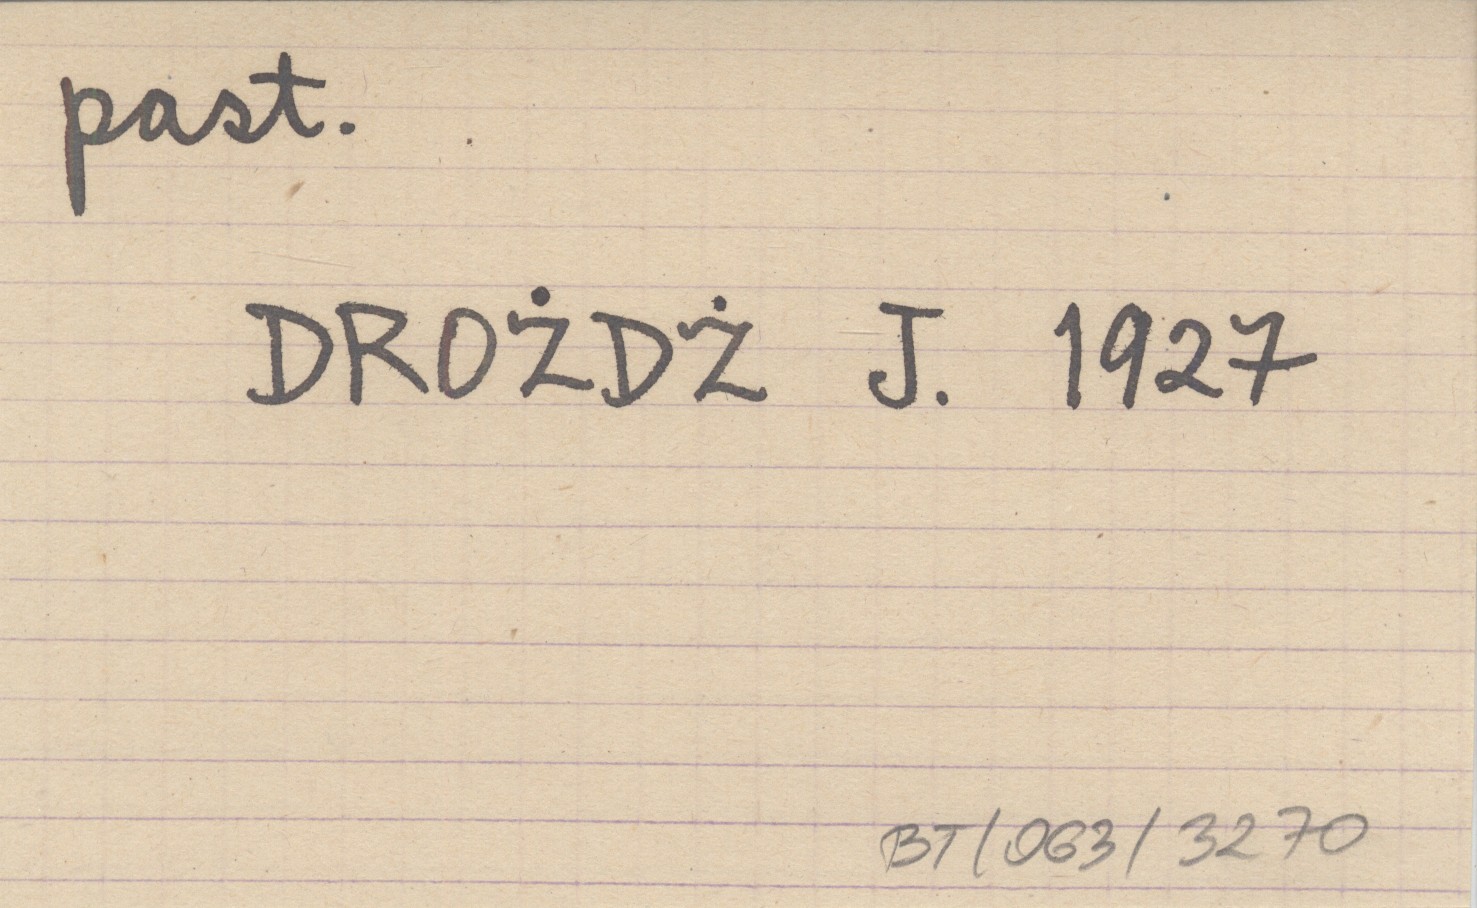 past.
DROŻDŻ J. 1927
BT/063/3270